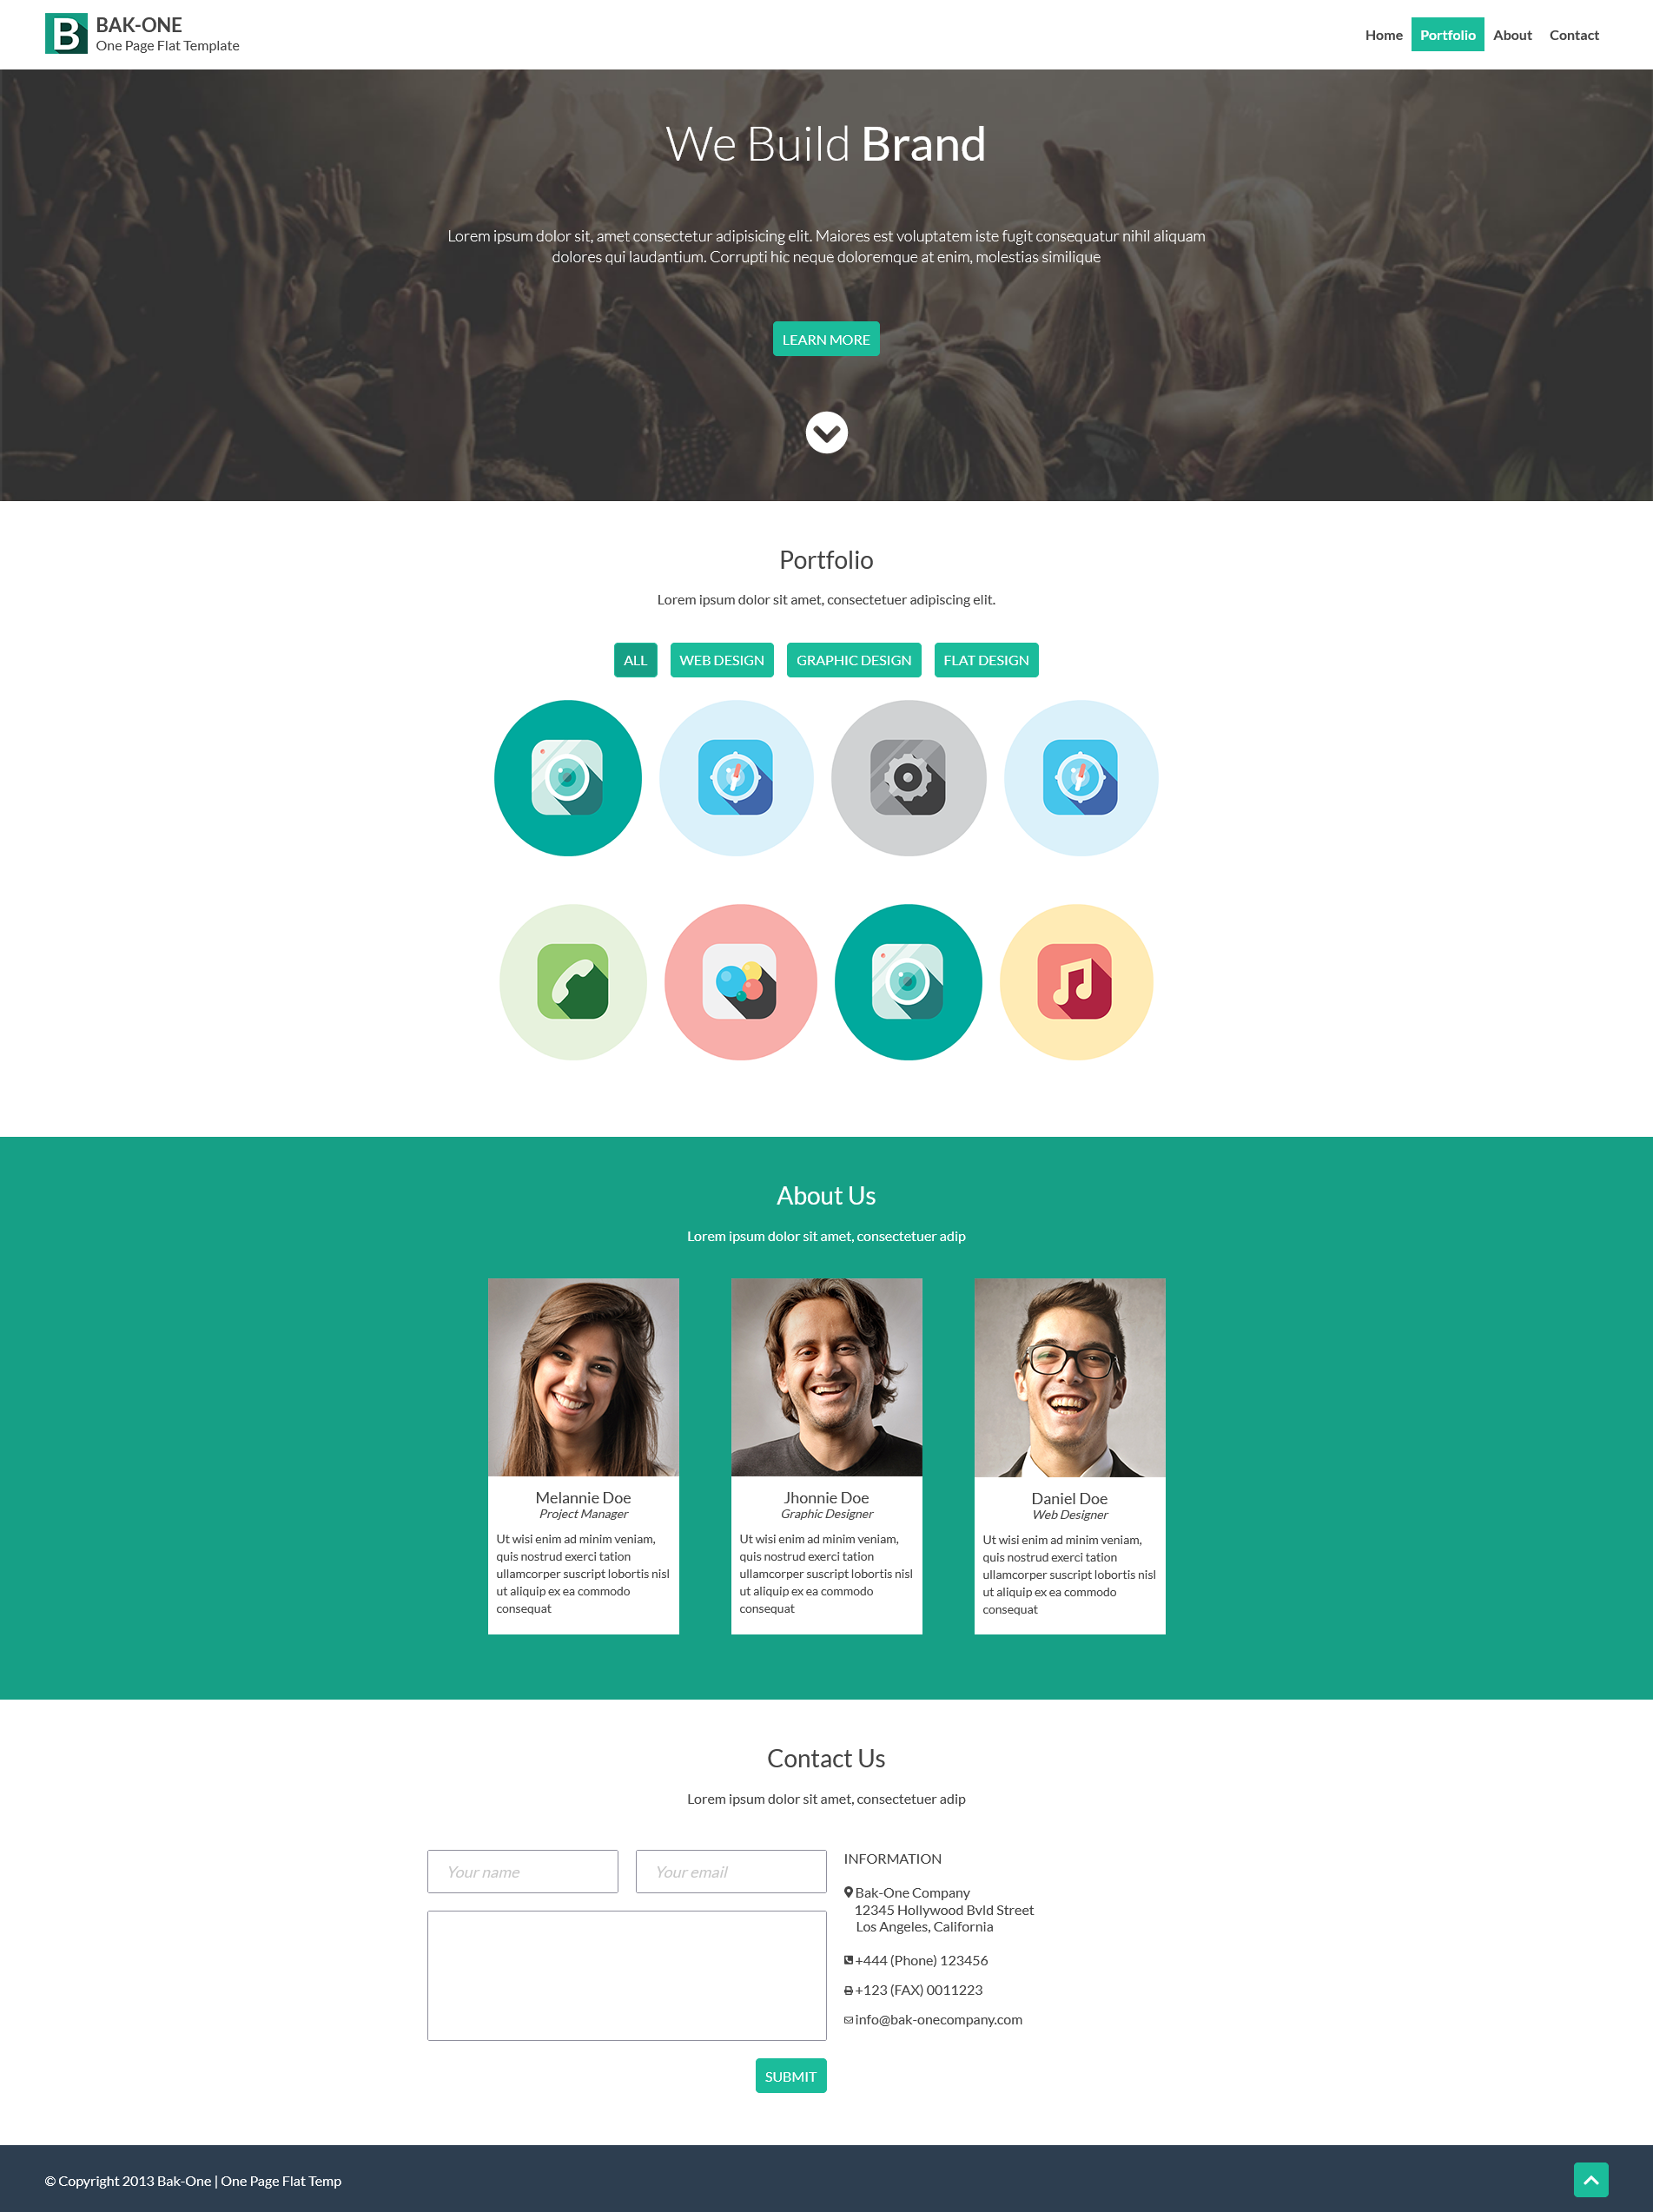 B BAK-ONE
One Page Flat Template
Home Portfolio About Contact
We Build Brand
Lorem ipsum dolor sit, amet consectetur adipisicing elit. Maiores est voluptatem iste fugit consequatur nihil aliquam
dolores qui laudantium. Corrupti hic neque doloremque at enim, molestias similique
LEARN MORE
Portfolio
Lorem ipsum dolor sit amet, consectetuer adipiscing elit.
ALL WEB DESIGN GRAPHIC DESIGN FLAT DESIGN
About Us
Lorem ipsum dolor sit amet, consectetuer adip
Melannie Doe
Project Manager
Ut wisi enim ad minim veniam,
quis nostrud exerci tation
ullamcorper suscript lobortis nisl
ut aliquip ex ea commodo
consequat
Jhonnie Doe
Graphic Designer
Ut wisi enim ad minim veniam,
quis nostrud exerci tation
ullamcorper suscript lobortis nisl
ut aliquip ex ea commodo
consequat
Daniel Doe
Web Designer
Ut wisi enim ad minim veniam,
quis nostrud exerci tation
ullamcorper suscript lobortis nisl
ut aliquip ex ea commodo
consequat
Contact Us
Lorem ipsum dolor sit amet, consectetuer adip
Your name
Your email
SUBMIT
INFORMATION
Bak-One Company
12345 Hollywood Bvld Street
Los Angeles, California
+444 (Phone) 123456
+123 (FAX) 0011223
info@bak-onecompany.com
© Copyright 2013 Bak-One | One Page Flat Temp